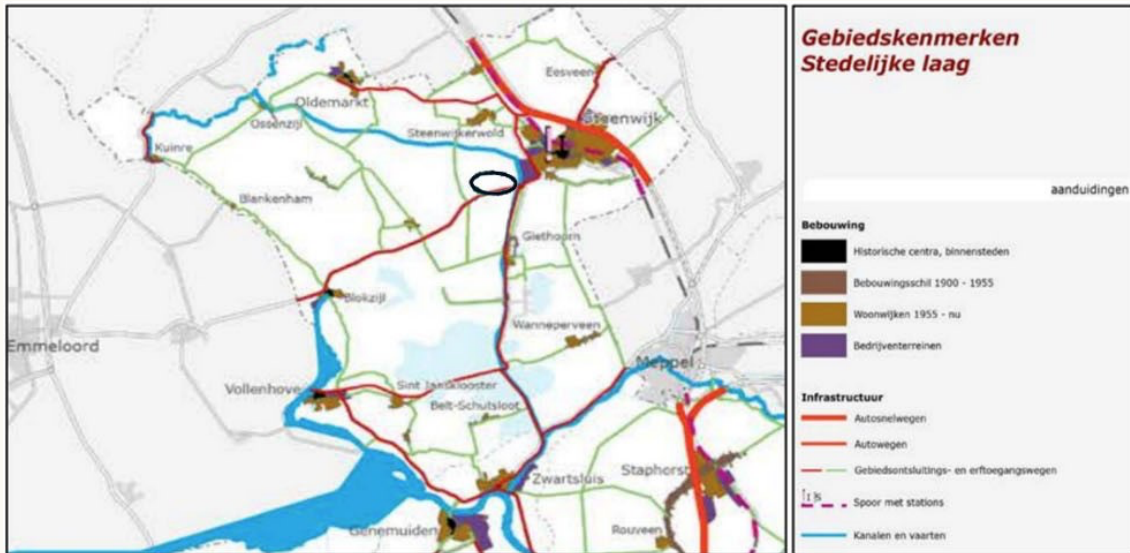 Oldemarkt
Eesveen
Ossenzijl
Steenwijkerwold
Steenwijk
Kuinre
Blankenham
Giethoorn
Blokzijl
Wanneperveen
Emmeloord
Meppel
Vollenhove
Sint Jansklooster
Belt-Schutsloot
Zwartsluis
Staphorst
Genemuiden
Rouveen
Gebiedskenmerken
Stedelijke laag
aanduidingen
Bebouwing
Historische centra, binnensteden
Bebouwingsschil 1900 - 1955
Woonwijken 1955 - nu
Bedrijventerreinen
Infrastructuur
Autosnelwegen
Autowegen
Gebiedsontsluitings- en erftoegangswegen
Spoor met stations
Kanalen en vaarten